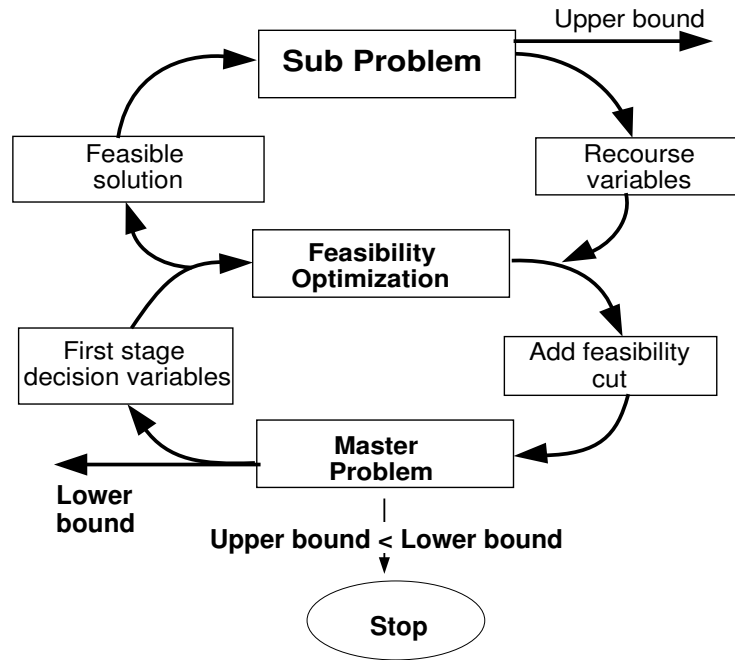 Upper bound
Sub Problem
Feasible
solution
Recourse
variables
Feasibility
Optimization
First stage
decision variables
Add feasibility
cut
Master
Problem
Lower
bound
Upper bound < Lower bound
Stop